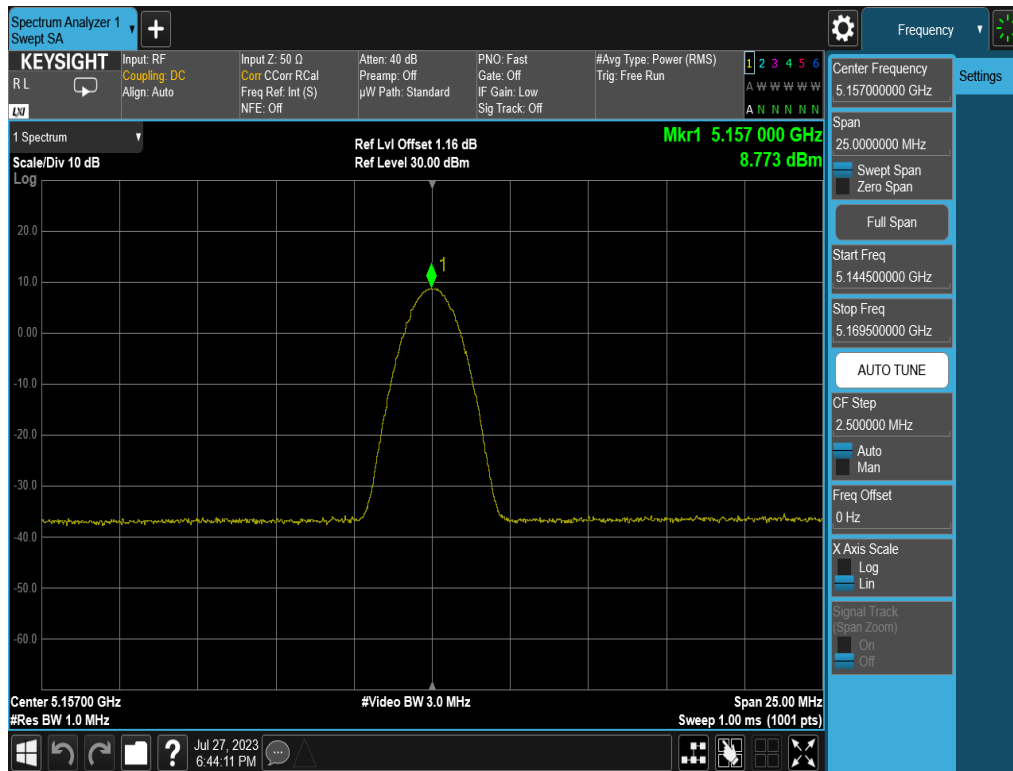 Spectrum Analyzer 1
Swept SA
+
Frequency
KEYSIGHT
R L
LXI
Input: RF
Coupling: DC
Align: Auto
Input Z: 50 Ω
Corr CCorr RCal
Freq Ref: Int (S)
NFE: Off
Atten: 40 dB
Preamp: Off
µW Path: Standard
PNO: Fast
Gate: Off
IF Gain: Low
Sig Track: Off
#Avg Type: Power (RMS)
Trig: Free Run
1 2 3 4 5 6
A W W W W W
A N N N N N
1 Spectrum
Scale/Div 10 dB
Log
Ref Lvl Offset 1.16 dB
Ref Level 30.00 dBm
Mkr1 5.157 000 GHz
8.773 dBm
1
20.0
10.0
0.00
-10.0
-20.0
-30.0
-40.0
-50.0
-60.0
Center 5.15700 GHz
#Res BW 1.0 MHz
#Video BW 3.0 MHz
Span 25.00 MHz
Sweep 1.00 ms (1001 pts)
Center Frequency
5.157000000 GHz
Span
25.0000000 MHz
Swept Span
Zero Span
Full Span
Start Freq
5.144500000 GHz
Stop Freq
5.169500000 GHz
AUTO TUNE
CF Step
2.500000 MHz
Auto
Man
Freq Offset
0 Hz
X Axis Scale
Log
Lin
Signal Track
(Span Zoom)
On
Off
Settings
?
Jul 27, 2023
6:44:11 PM